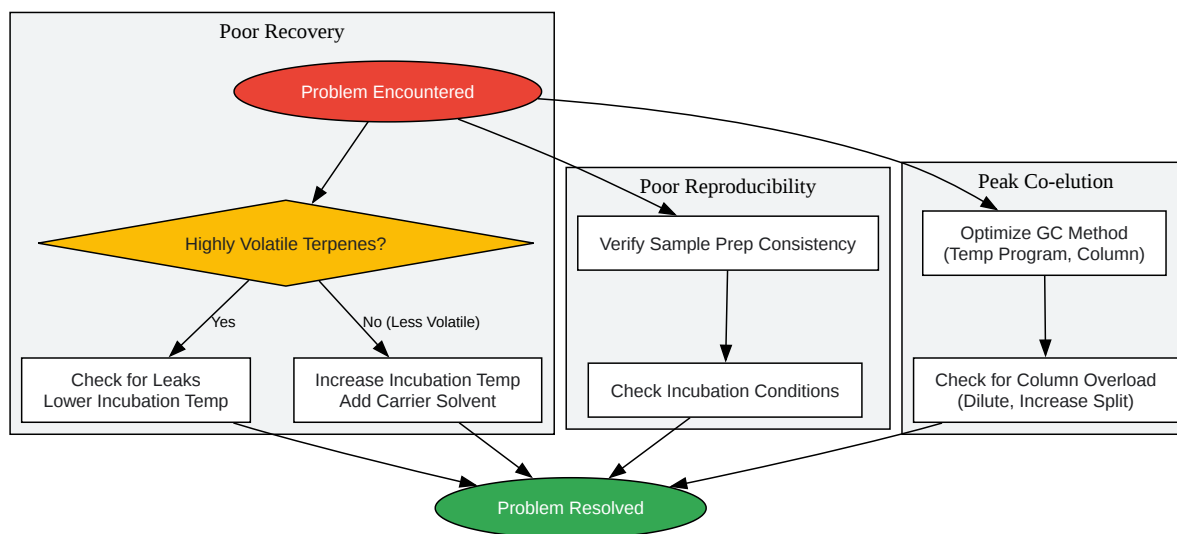 Poor Recovery
Problem Encountered
Poor Reproducibility
Peak Co-elution
Highly Volatile Terpenes?
Verify Sample Prep Consistency
Optimize GC Method
(Temp Program, Column)
Yes
No (Less Volatile)
Check for Leaks
Lower Incubation Temp
Increase Incubation Temp
Add Carrier Solvent
Check Incubation Conditions
Check for Column Overload
(Dilute, Increase Split)
Problem Resolved